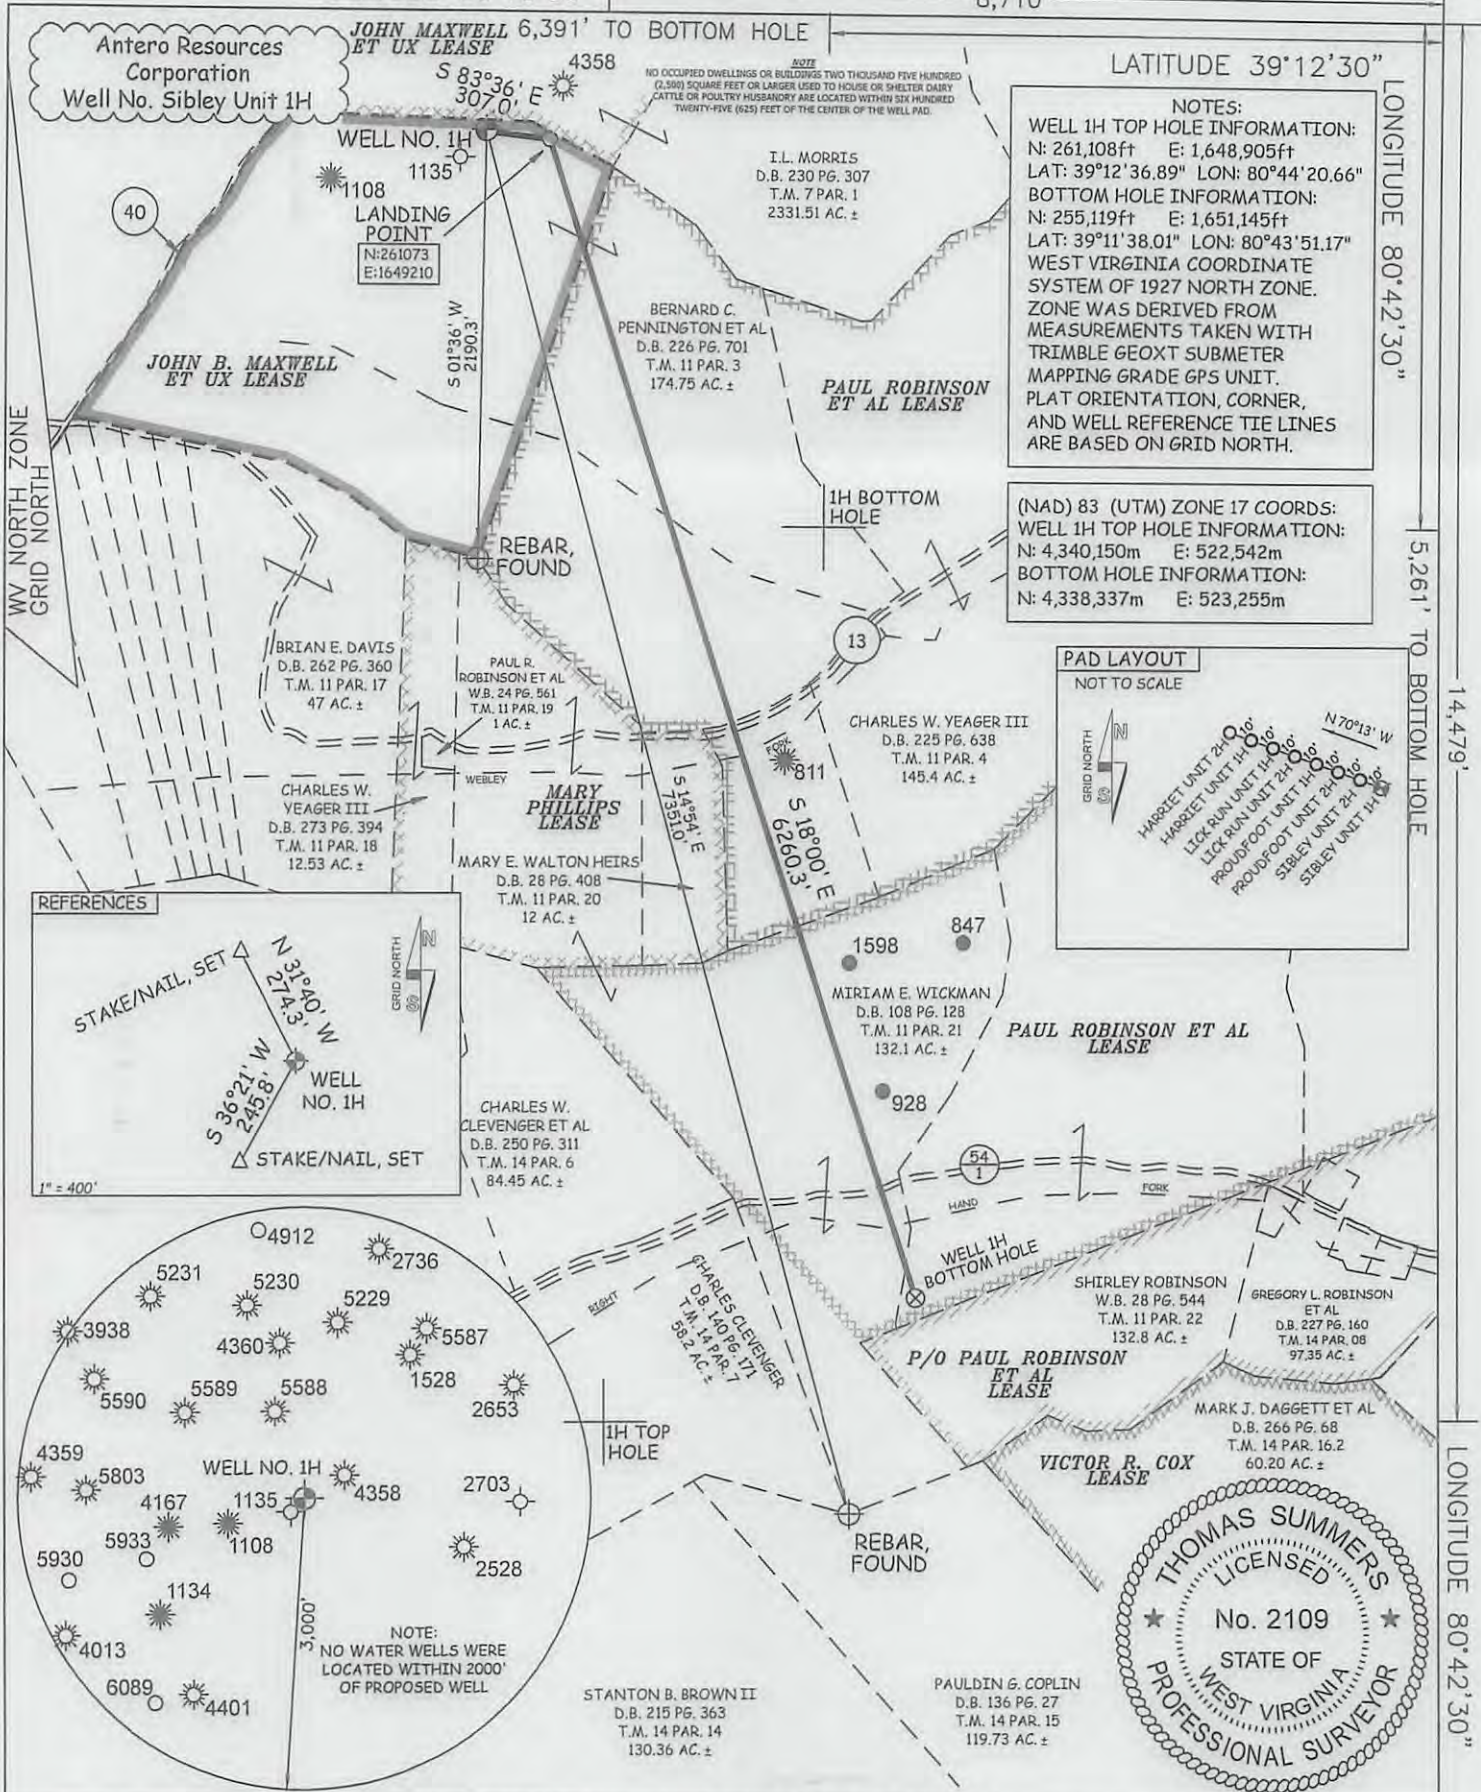 JOHN MAXWELL
ET UX LEASE
6,391' TO BOTTOM HOLE
Antero Resources
Corporation
Well No. Sibley Unit 1H
S 83°36' E
307.0'
4358
NOTE
NO OCCUPIED DWELLINGS OR BUILDINGS TWO THOUSAND FIVE HUNDRED
(2,500) SQUARE FEET OR LARGER USED TO HOUSE OR SHELTER DAIRY
CATTLE OR POULTRY HUSBANDRY ARE LOCATED WITHIN SIX HUNDRED
TWENTY-FIVE (625) FEET OF THE CENTER OF THE WELL PAD.
LATITUDE 39°12'30"
LONGITUDE 80°42'30"
NOTES:
WELL 1H TOP HOLE INFORMATION:
N: 261,108ft E: 1,648,905ft
LAT: 39°12'36.89" LON: 80°44'20.66"
BOTTOM HOLE INFORMATION:
N: 255,119ft E: 1,651,145ft
LAT: 39°11'38.01" LON: 80°43'51.17"
WEST VIRGINIA COORDINATE
SYSTEM OF 1927 NORTH ZONE.
ZONE WAS DERIVED FROM
MEASUREMENTS TAKEN WITH
TRIMBLE GEOXT SUBMETER
MAPPING GRADE GPS UNIT.
PLAT ORIENTATION, CORNER,
AND WELL REFERENCE TIE LINES
ARE BASED ON GRID NORTH.
WELL NO. 1H
1135
1108
40
LANDING
POINT
N:261073
E:1649210
I.L. MORRIS
D.B. 230 PG. 307
T.M. 7 PAR. 1
2331.51 AC. ±
S 01°36' W
2190.3'
BERNARD C.
PENNINGTON ET AL
D.B. 226 PG. 701
T.M. 11 PAR. 3
174.75 AC. ±
JOHN B. MAXWELL
ET UX LEASE
PAUL ROBINSON
ET AL LEASE
WV NORTH ZONE
GRID NORTH
1H BOTTOM
HOLE
(NAD) 83 (UTM) ZONE 17 COORDS:
WELL 1H TOP HOLE INFORMATION:
N: 4,340,150m E: 522,542m
BOTTOM HOLE INFORMATION:
N: 4,338,337m E: 523,255m
5,261' TO BOTTOM HOLE
14,479'
REBAR,
FOUND
13
BRIAN E. DAVIS
D.B. 262 PG. 360
T.M. 11 PAR. 17
47 AC. ±
PAUL R.
ROBINSON ET AL
W.B. 24 PG. 561
T.M. 11 PAR. 19
1 AC. ±
WEBLEY
FORK
811
CHARLES W. YEAGER III
D.B. 225 PG. 638
T.M. 11 PAR. 4
145.4 AC. ±
PAD LAYOUT
NOT TO SCALE
GRID NORTH
N
S
N 70°13' W
HARRIET UNIT 2H
10'
HARRIET UNIT 1H
10'
LICK RUN UNIT 1H
10'
LICK RUN UNIT 2H
10'
PROUDFOOT UNIT 1H
10'
PROUDFOOT UNIT 2H
10'
SIBLEY UNIT 2H
10'
SIBLEY UNIT 1H
CHARLES W.
YEAGER III
D.B. 273 PG. 394
T.M. 11 PAR. 18
12.53 AC. ±
MARY
PHILLIPS
LEASE
S 14°54' E
7351.0'
S 18°00' E
6260.3'
MARY E. WALTON HEIRS
D.B. 28 PG. 408
T.M. 11 PAR. 20
12 AC. ±
REFERENCES
STAKE/NAIL, SET
N 31°40' W
274.3'
GRID NORTH
N
S
S 36°21' W
245.8'
WELL
NO. 1H
STAKE/NAIL, SET
1" = 400'
1598
847
MIRIAM E. WICKMAN
D.B. 108 PG. 128
T.M. 11 PAR. 21
132.1 AC. ±
928
PAUL ROBINSON ET AL
LEASE
CHARLES W.
CLEVENGER ET AL
D.B. 250 PG. 311
T.M. 14 PAR. 6
84.45 AC. ±
54
1
HAND
FORK
RIGHT
WELL 1H
BOTTOM HOLE
CHARLES CLEVENGER
D.B. 140 PG. 171
T.M. 14 PAR. 7
58.2 AC. ±
SHIRLEY ROBINSON
W.B. 28 PG. 544
T.M. 11 PAR. 22
132.8 AC. ±
GREGORY L. ROBINSON
ET AL
D.B. 227 PG. 160
T.M. 14 PAR. 08
97.35 AC. ±
P/O PAUL ROBINSON
ET AL
LEASE
MARK J. DAGGETT ET AL
D.B. 266 PG. 68
T.M. 14 PAR. 16.2
60.20 AC. ±
VICTOR R. COX
LEASE
1H TOP
HOLE
REBAR,
FOUND
4912
2736
5231
5230
5229
3938
4360
5587
5590
5589
5588
1528
2653
4359
5803
WELL NO. 1H
4358
2703
4167
1135
1108
5933
5930
2528
1134
4013
6089
4401
3,000'
NOTE:
NO WATER WELLS WERE
LOCATED WITHIN 2000'
OF PROPOSED WELL
STANTON B. BROWN II
D.B. 215 PG. 363
T.M. 14 PAR. 14
130.36 AC. ±
PAULDIN G. COPLIN
D.B. 136 PG. 27
T.M. 14 PAR. 15
119.73 AC. ±
THOMAS SUMMERS
LICENSED
No. 2109
STATE OF
WEST VIRGINIA
PROFESSIONAL SURVEYOR
LONGITUDE 80°42'30"